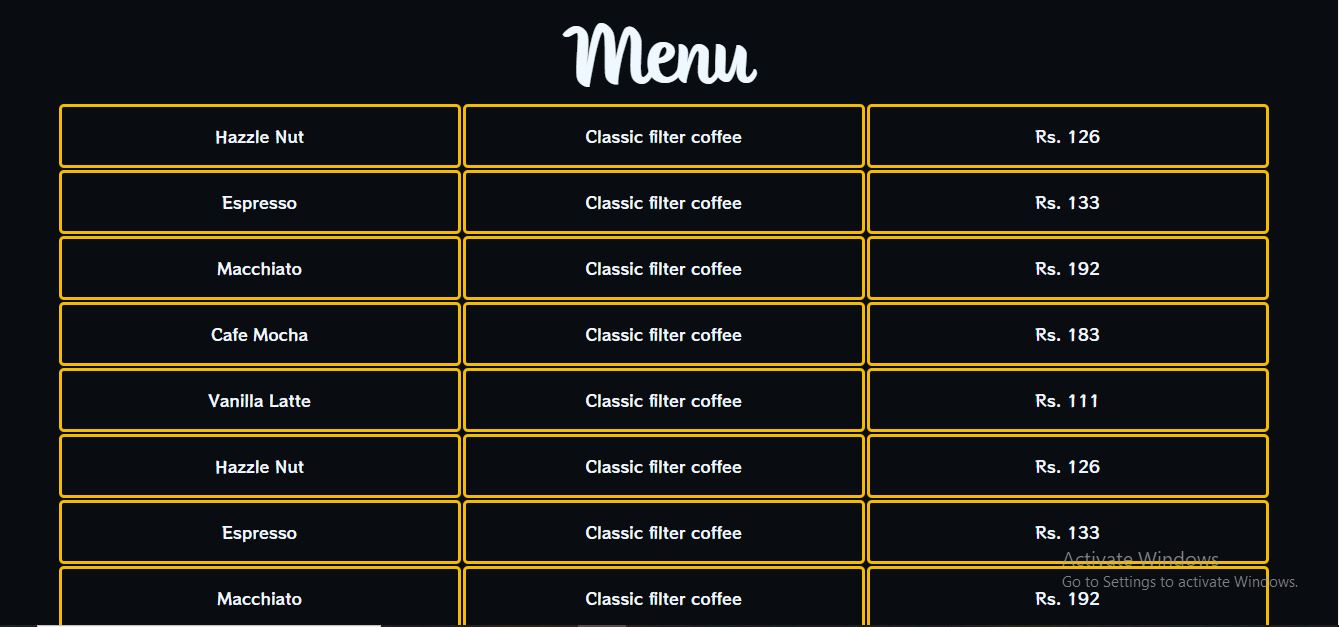 Menu
Hazzle Nut Classic filter coffee Rs. 126
Espresso Classic filter coffee Rs. 133
Macchiato Classic filter coffee Rs. 192
Cafe Mocha Classic filter coffee Rs. 183
Vanilla Latte Classic filter coffee Rs. 111
Hazzle Nut Classic filter coffee Rs. 126
Espresso Classic filter coffee Rs. 133
Activate Windows
Go to Settings to activate Windows.
Macchiato Classic filter coffee Rs. 192